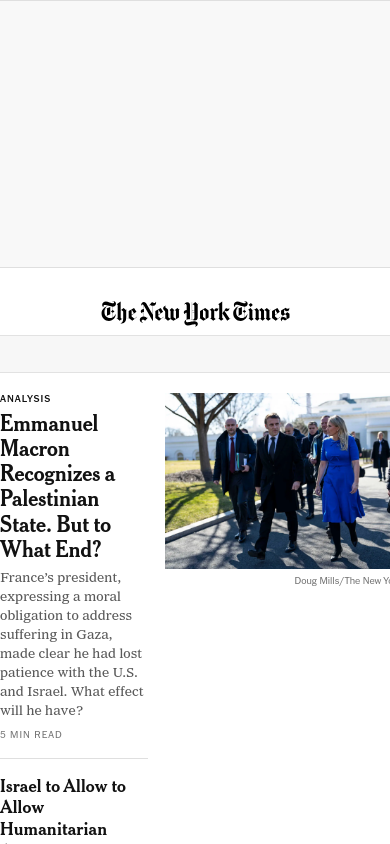 The New York Times
ANALYSIS
Emmanuel
Macron
Recognizes a
Palestinian
State. But to
What End?
France's president,
expressing a moral
obligation to address
suffering in Gaza,
made clear he had lost
patience with the U.S.
and Israel. What effect
will he have?
5 MIN READ
Doug Mills/The New Yo
Israel to Allow to
Allow
Humanitarian